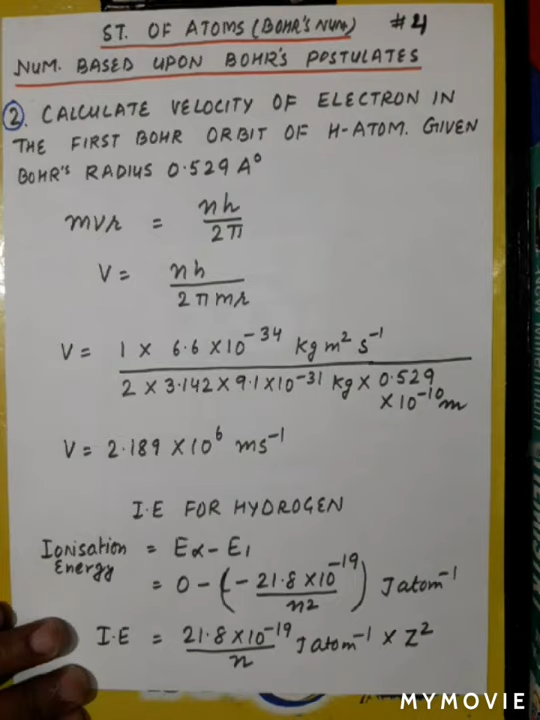 ST. OF ATOMS (BOHR'S NUM) #4
NUM. BASED UPON BOHR'S POSTULATES
2. CALCULATE VELOCITY OF ELECTRON IN
THE FIRST BOHR ORBIT OF H-ATOM. GIVEN
BOHR'S RADIUS 0.529 A°
mvr = nh/2π
V = nh/2πmr
V = 1 × 6.6 × 10⁻³⁴ kg m² s⁻¹
2 × 3.142 × 9.1 × 10⁻³¹ kg × 0.529
× 10⁻¹⁰ m
V = 2.189 × 10⁶ ms⁻¹
I.E FOR HYDROGEN
Ionisation Energy = E∝ - E₁
= 0 - (- 21.8 × 10⁻¹⁹/n2) J atom⁻¹
I.E = 21.8 × 10⁻¹⁹/n J atom⁻¹ × Z²
MYMOVIE